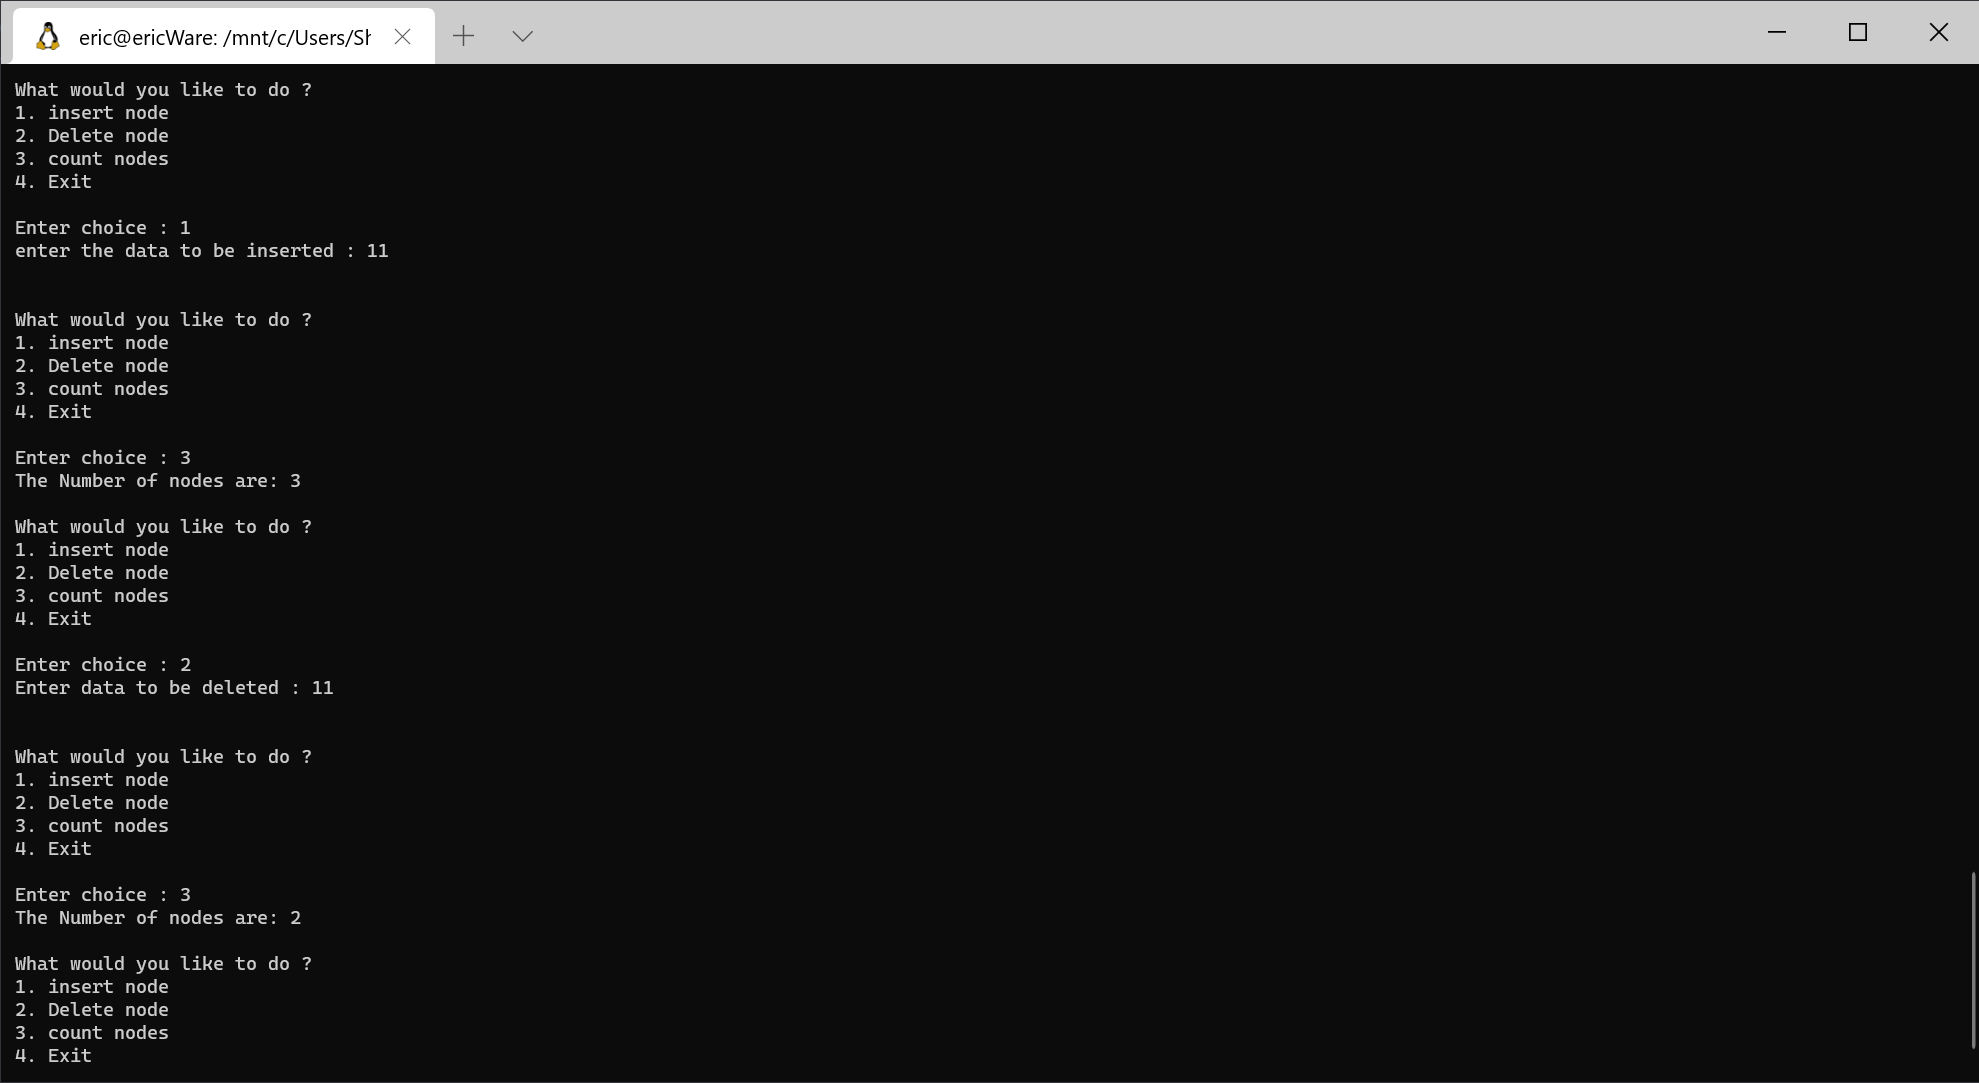 eric@ericWare: /mnt/c/Users/Sh
What would you like to do ?
1. insert node
2. Delete node
3. count nodes
4. Exit
Enter choice : 1
enter the data to be inserted : 11
What would you like to do ?
1. insert node
2. Delete node
3. count nodes
4. Exit
Enter choice : 3
The Number of nodes are: 3
What would you like to do ?
1. insert node
2. Delete node
3. count nodes
4. Exit
Enter choice : 2
Enter data to be deleted : 11
What would you like to do ?
1. insert node
2. Delete node
3. count nodes
4. Exit
Enter choice : 3
The Number of nodes are: 2
What would you like to do ?
1. insert node
2. Delete node
3. count nodes
4. Exit